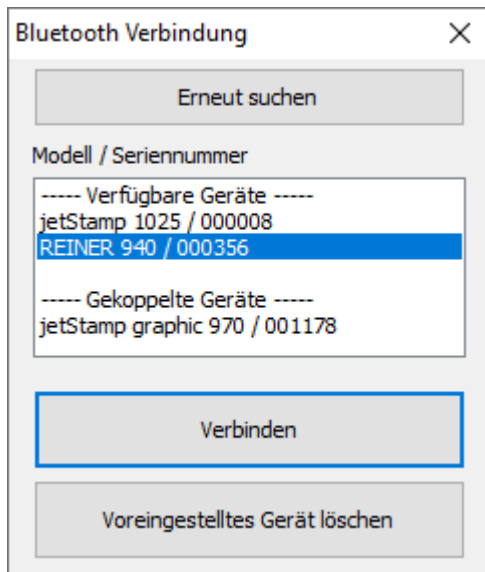 Bluetooth Verbindung
Erneut suchen
Modell / Seriennummer
----- Verfügbare Geräte -----
jetStamp 1025 / 000008
REINER 940 / 000356
----- Gekoppelte Geräte -----
jetStamp graphic 970 / 001178
Verbinden
Voreingestelltes Gerät löschen